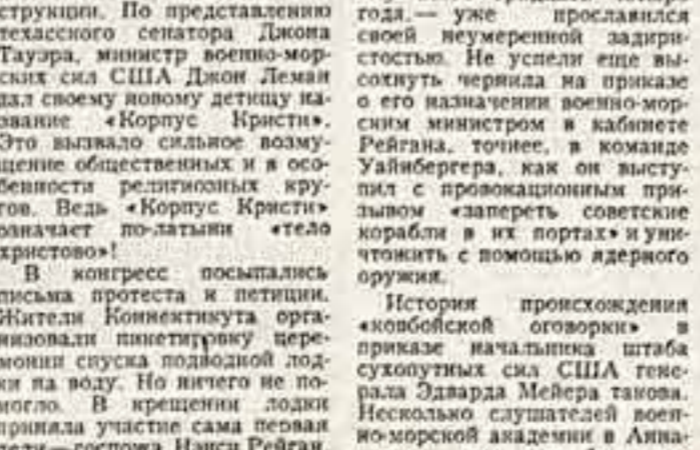 струкции. По представлению
техасского сенатора Джона
Тауэра, министр военно-мор-
ских сил США Джон Леман
дал своему новому детищу на-
звание «Корпус Кристи».
Это вызвало сильное возму-
щение общественных и в осо-
бенности религиозных кру-
гов. Ведь «Корпус Кристи»
означает по-латыни «тело
христово»!
В конгресс посыпались
письма протеста и петиции.
Жители Коннектикута орга-
низовали пикетировку цере-
монии спуска подводной лод-
ки на воду. Но ничего не по-
могло. В крещении лодки
приняла участие сама первая
леди — госпожа Нэнси Рейган.
года — уже прославился
своей неумеренной задири-
стостью. Не успели еще вы-
сохнуть чернила на приказе
о его назначении военно-мор-
ским министром в кабинете
Рейгана, точнее, в команде
Уайнбергера, как он высту-
пил с провокационным при-
зывом «запереть советские
корабли в их портах» и уни-
чтожить с помощью ядерного
оружия.
История происхождения
«ковбойской оговорки» в
приказе начальника штаба
сухопутных сил США гене-
рала Эдварда Мейера такова.
Несколько слушателей воен-
но-морской академии в Анна-